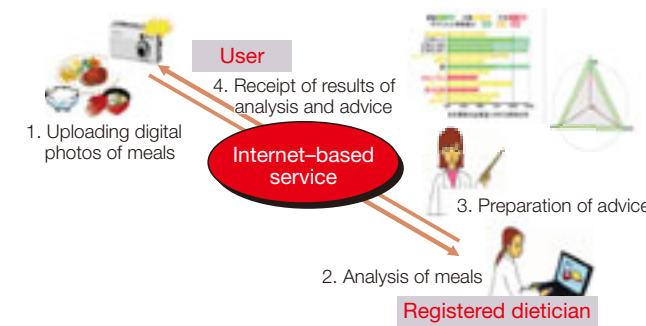 User
4. Receipt of results of
analysis and advice
1. Uploading digital
photos of meals
Internet–based
service
3. Preparation of advice
2. Analysis of meals
Registered dietician